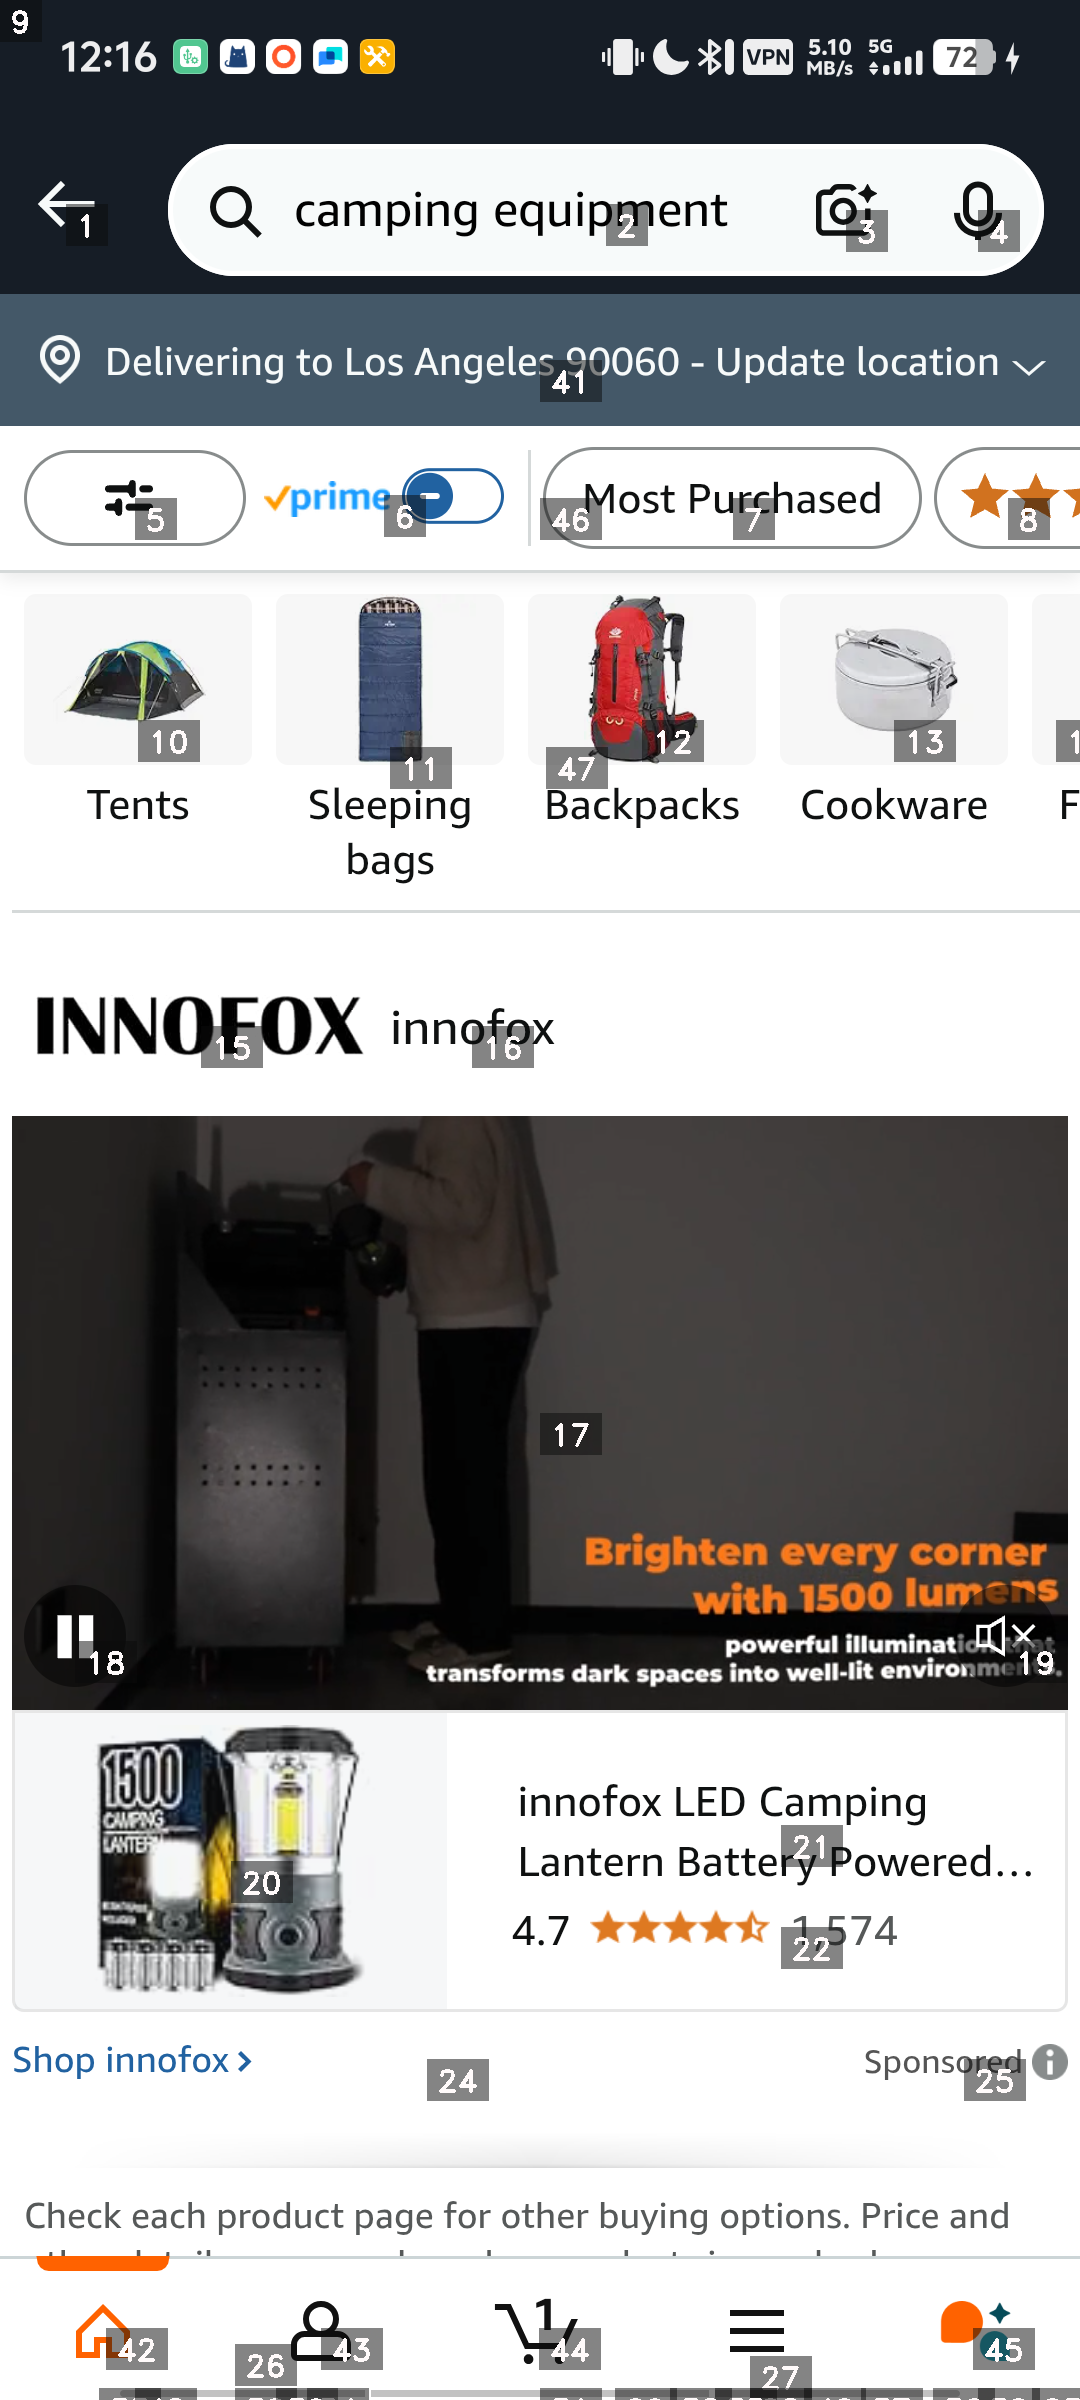 9
12:16
VPN
5.10
MB/s
5G
72
1
camping equipment
2
3
4
Delivering to Los Angeles 90060 - Update location
41
5
prime
6
46
Most Purchased
7
8
10
11
47
12
13
Tents
Sleeping
bags
Backpacks
Cookware
F
INNOFOX
15
innofox
16
17
Brighten every corner
with 1500 lumens
powerful illumination that
transforms dark spaces into well-lit environments.
18
19
1500
CAMPING
LANTERN
20
innofox LED Camping
Lantern Battery Powered...
21
4.7
1,574
22
Shop innofox
24
Sponsored
25
Check each product page for other buying options. Price and
42
26
43
1
44
27
45